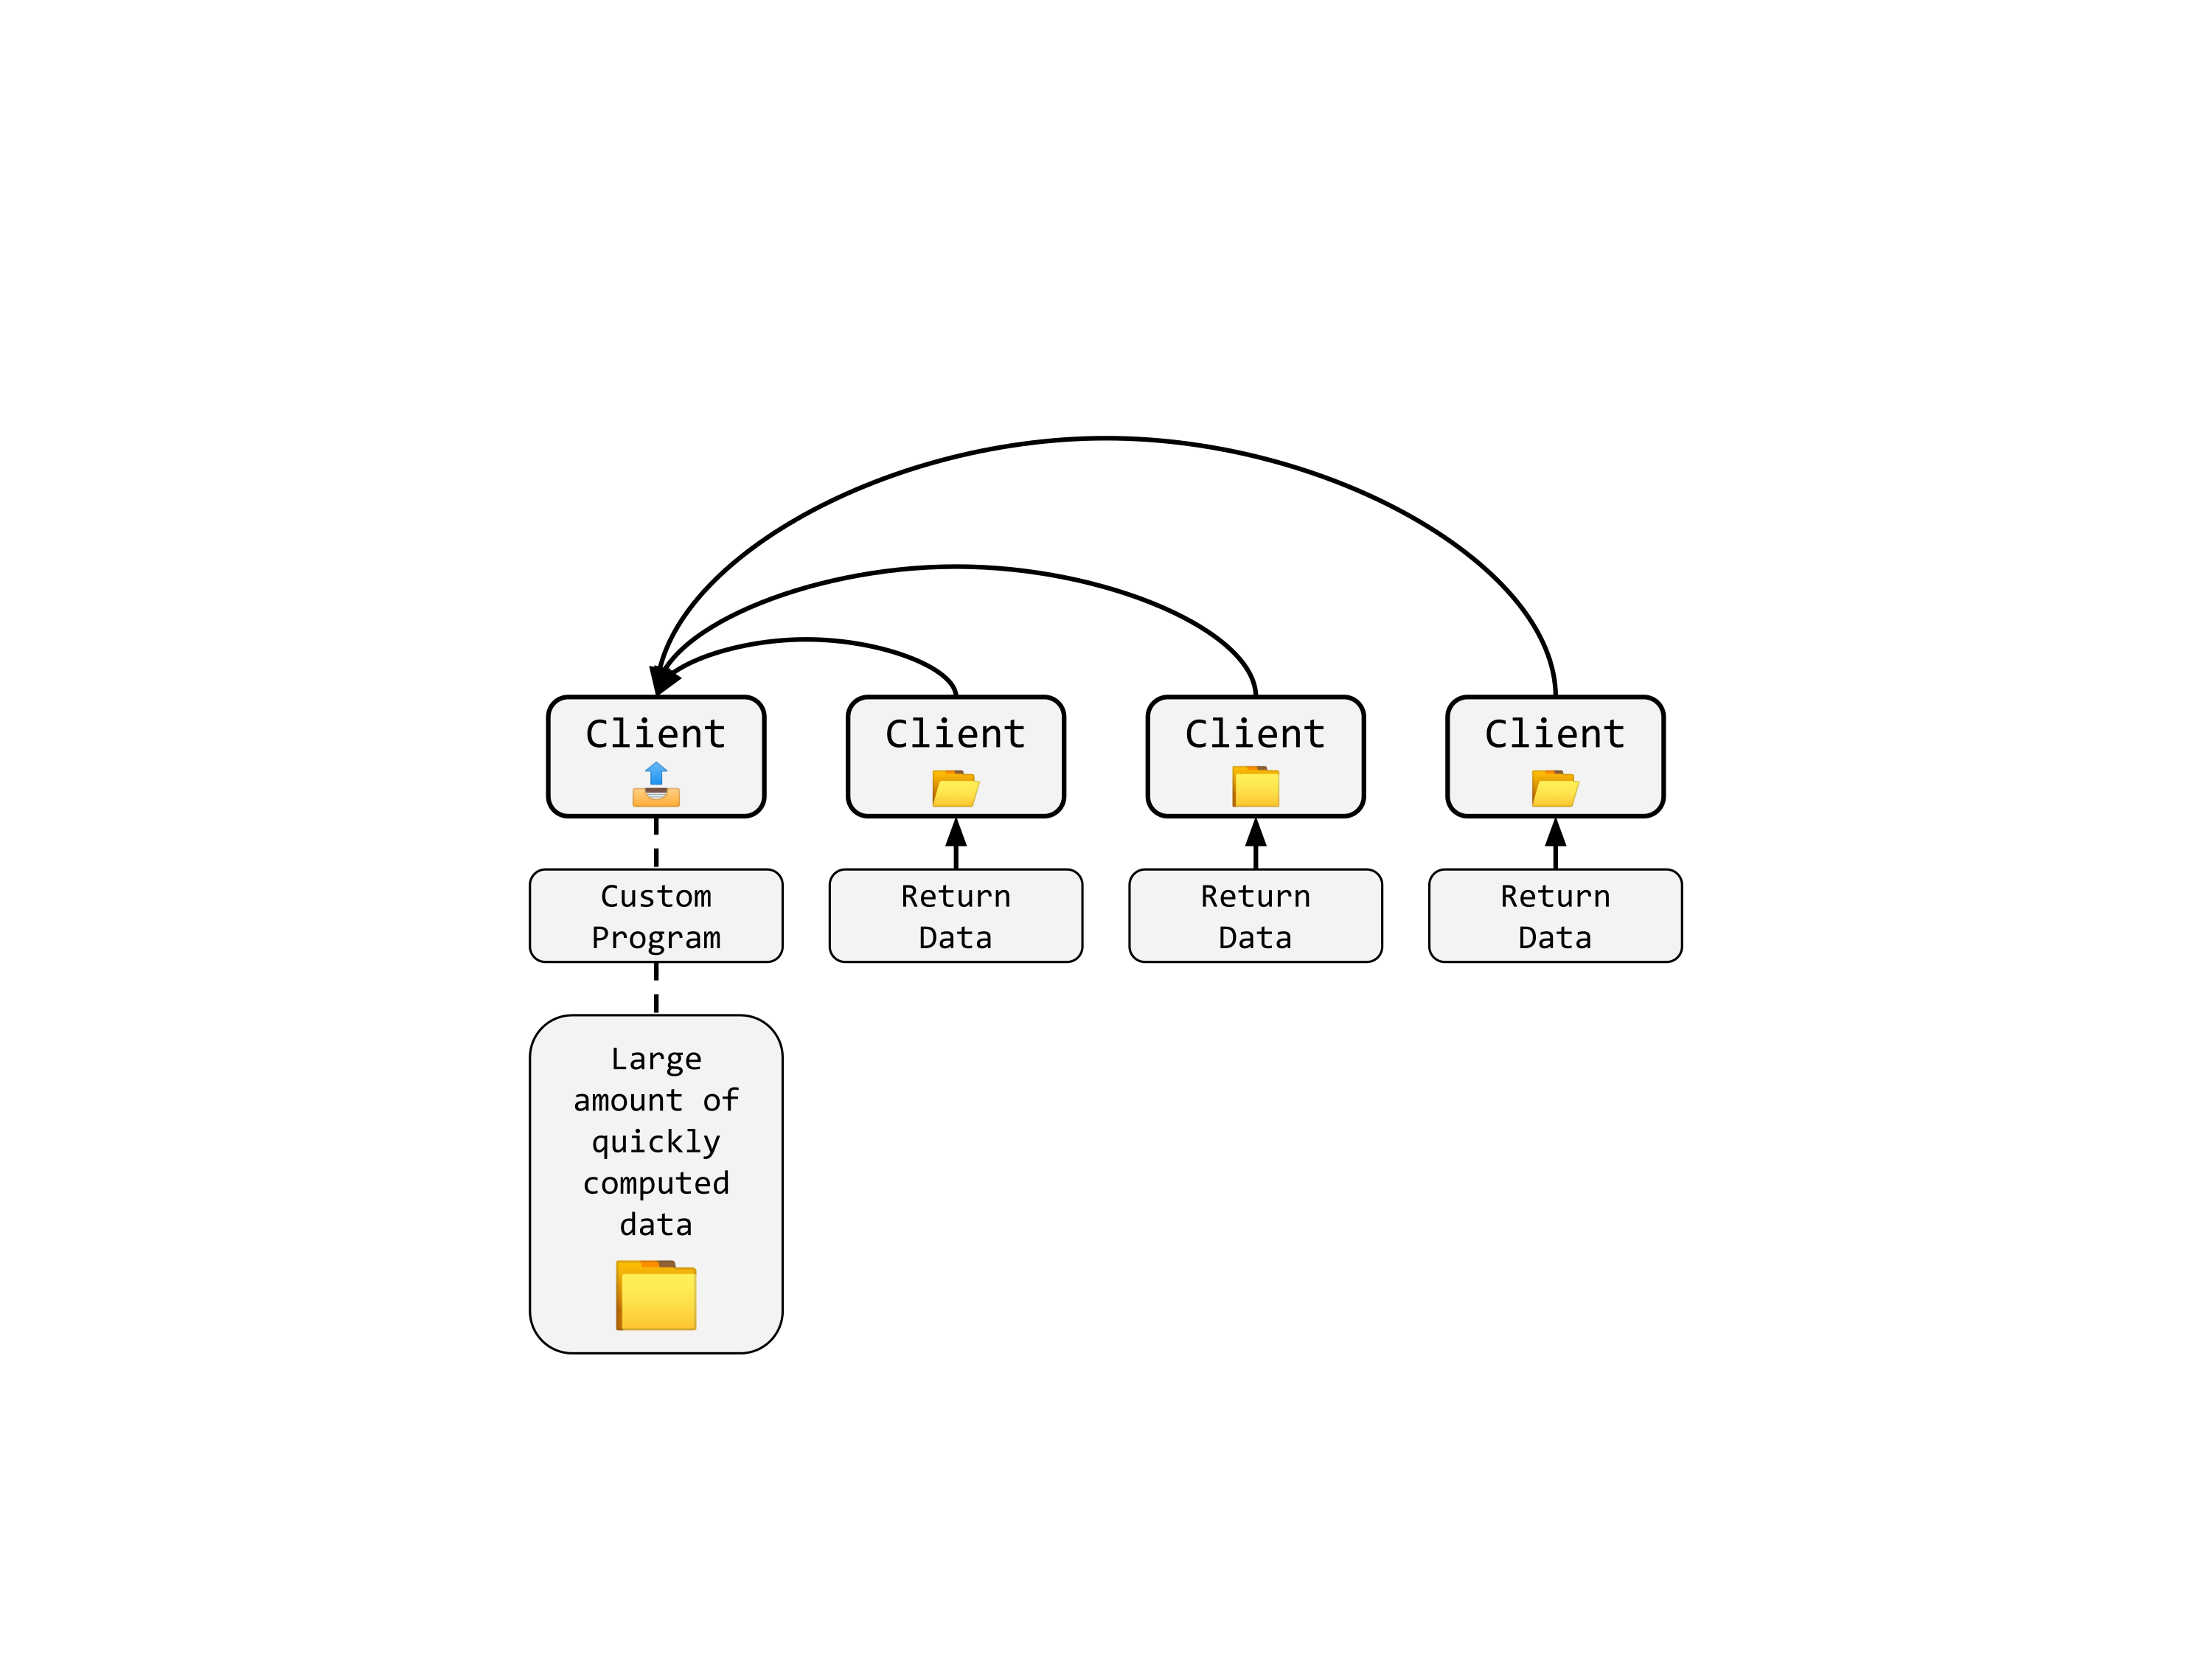 Client
Client
Client
Client
Custom
Program
Return
Data
Return
Data
Return
Data
Large
amount of
quickly
computed
data